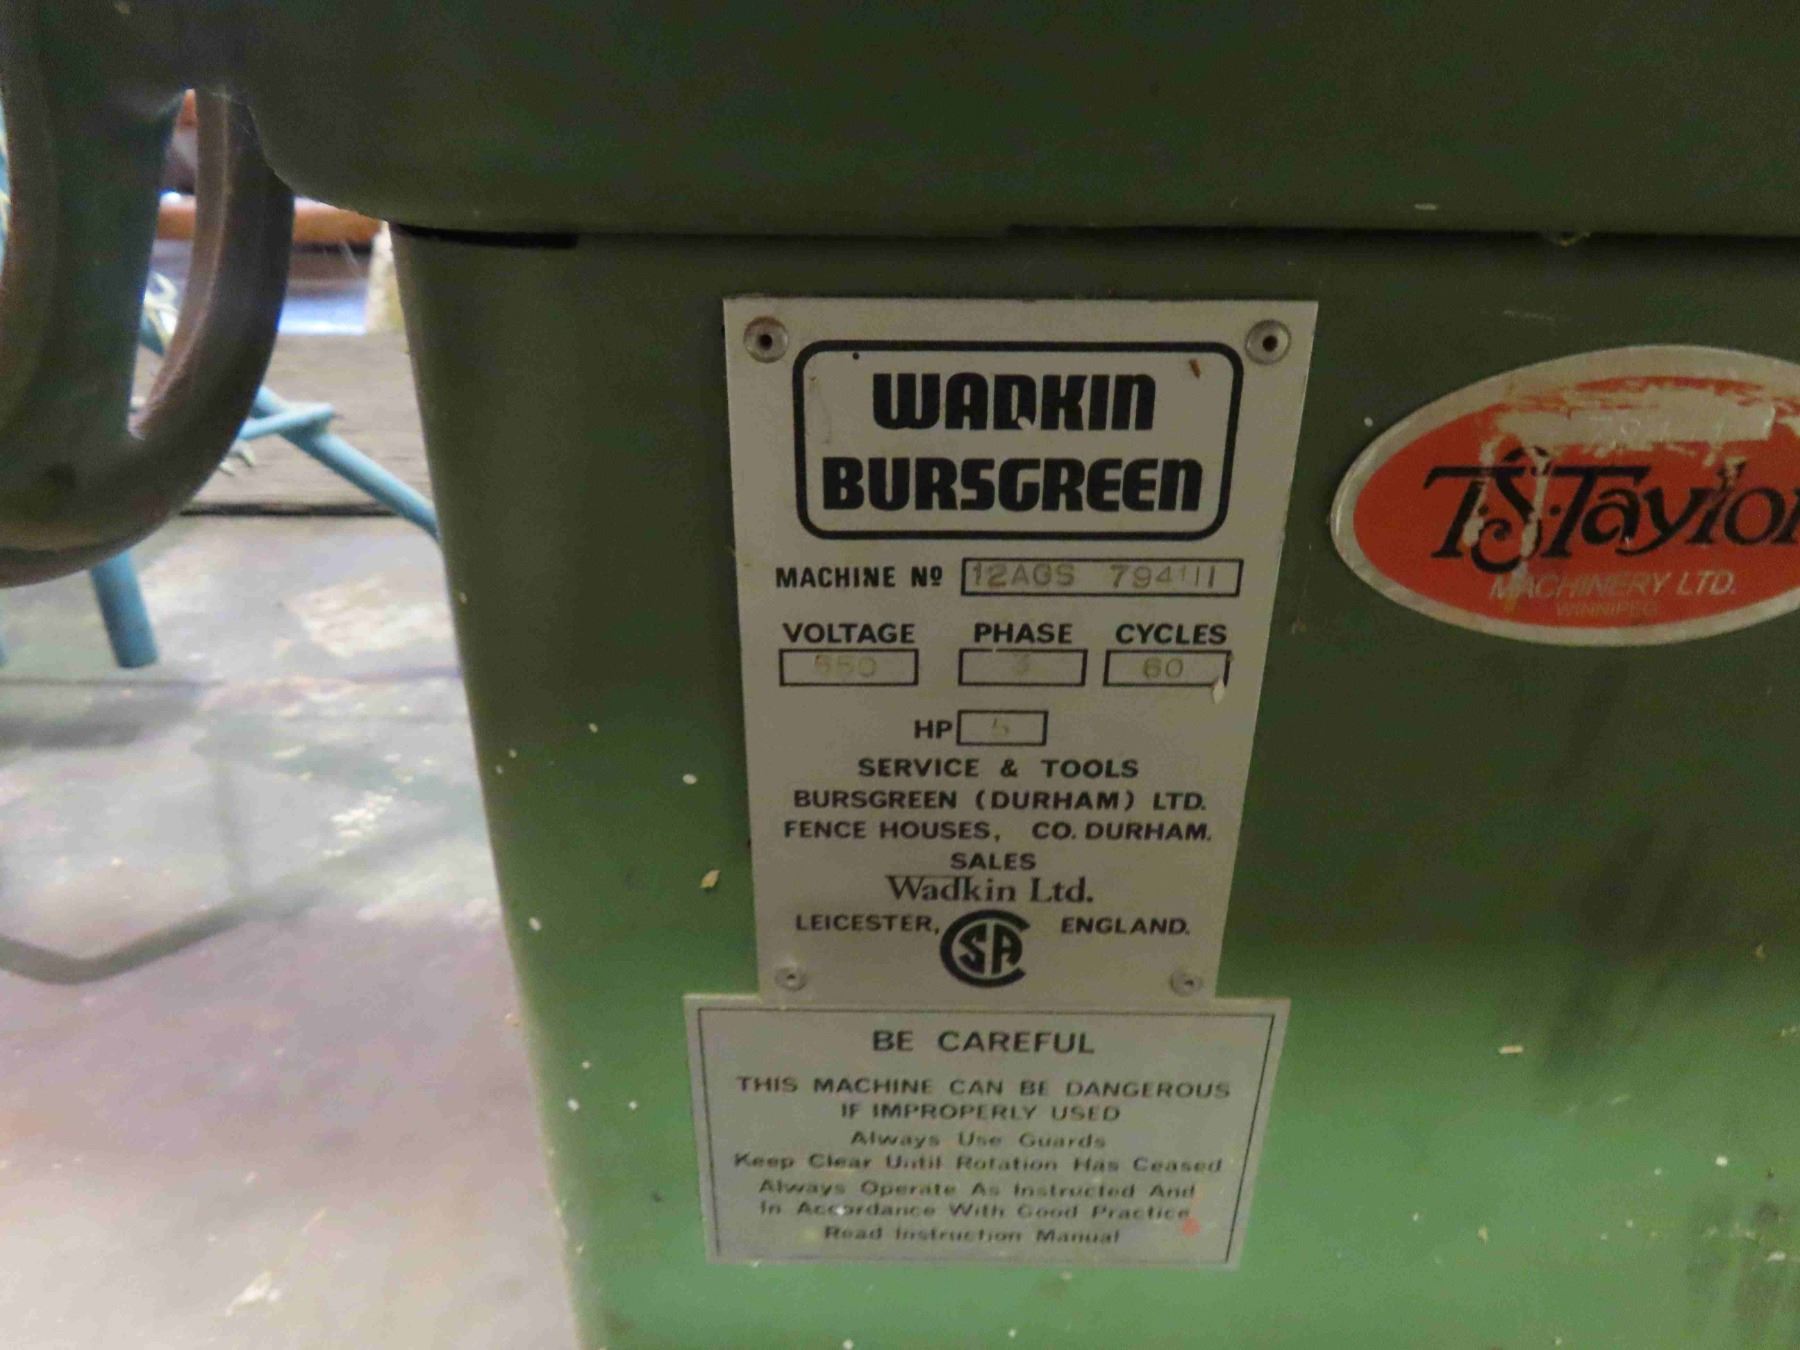 WADKIN
BURSGREEN
MACHINE Nº 12AGS 794111
VOLTAGE PHASE CYCLES
550 3 60
HP 5
SERVICE & TOOLS
BURSGREEN (DURHAM) LTD.
FENCE HOUSES, CO. DURHAM.
SALES
Wadkin Ltd.
LEICESTER, CSA ENGLAND.
BE CAREFUL
THIS MACHINE CAN BE DANGEROUS
IF IMPROPERLY USED
Always Use Guards
Keep Clear Until Rotation Has Ceased
Always Operate As Instructed And
In Accordance With Good Practice
Read Instruction Manual
T.S. Taylor
MACHINERY LTD.
WINNIPEG